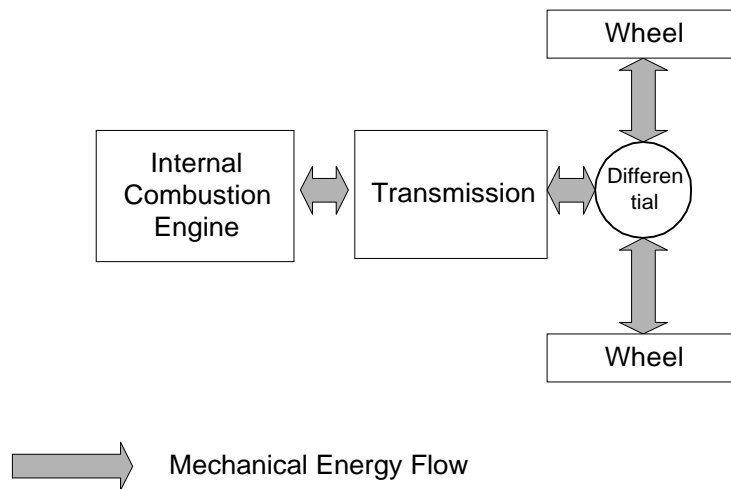 Wheel
Internal
Combustion
Engine
Transmission
Differen
tial
Wheel
Mechanical Energy Flow